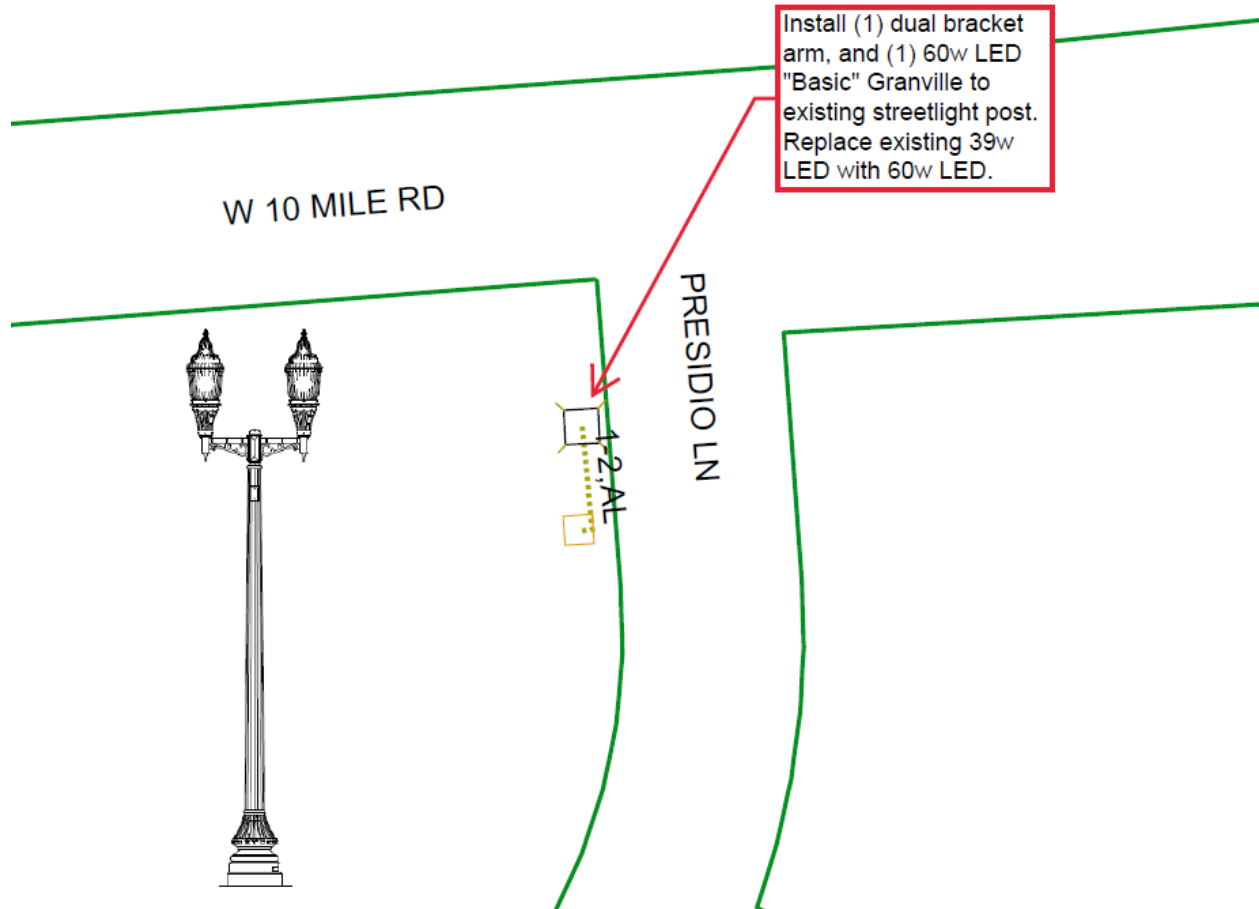 Install (1) dual bracket
arm, and (1) 60w LED
"Basic" Granville to
existing streetlight post.
Replace existing 39w
LED with 60w LED.
W 10 MILE RD
PRESIDIO LN
1-2,AL